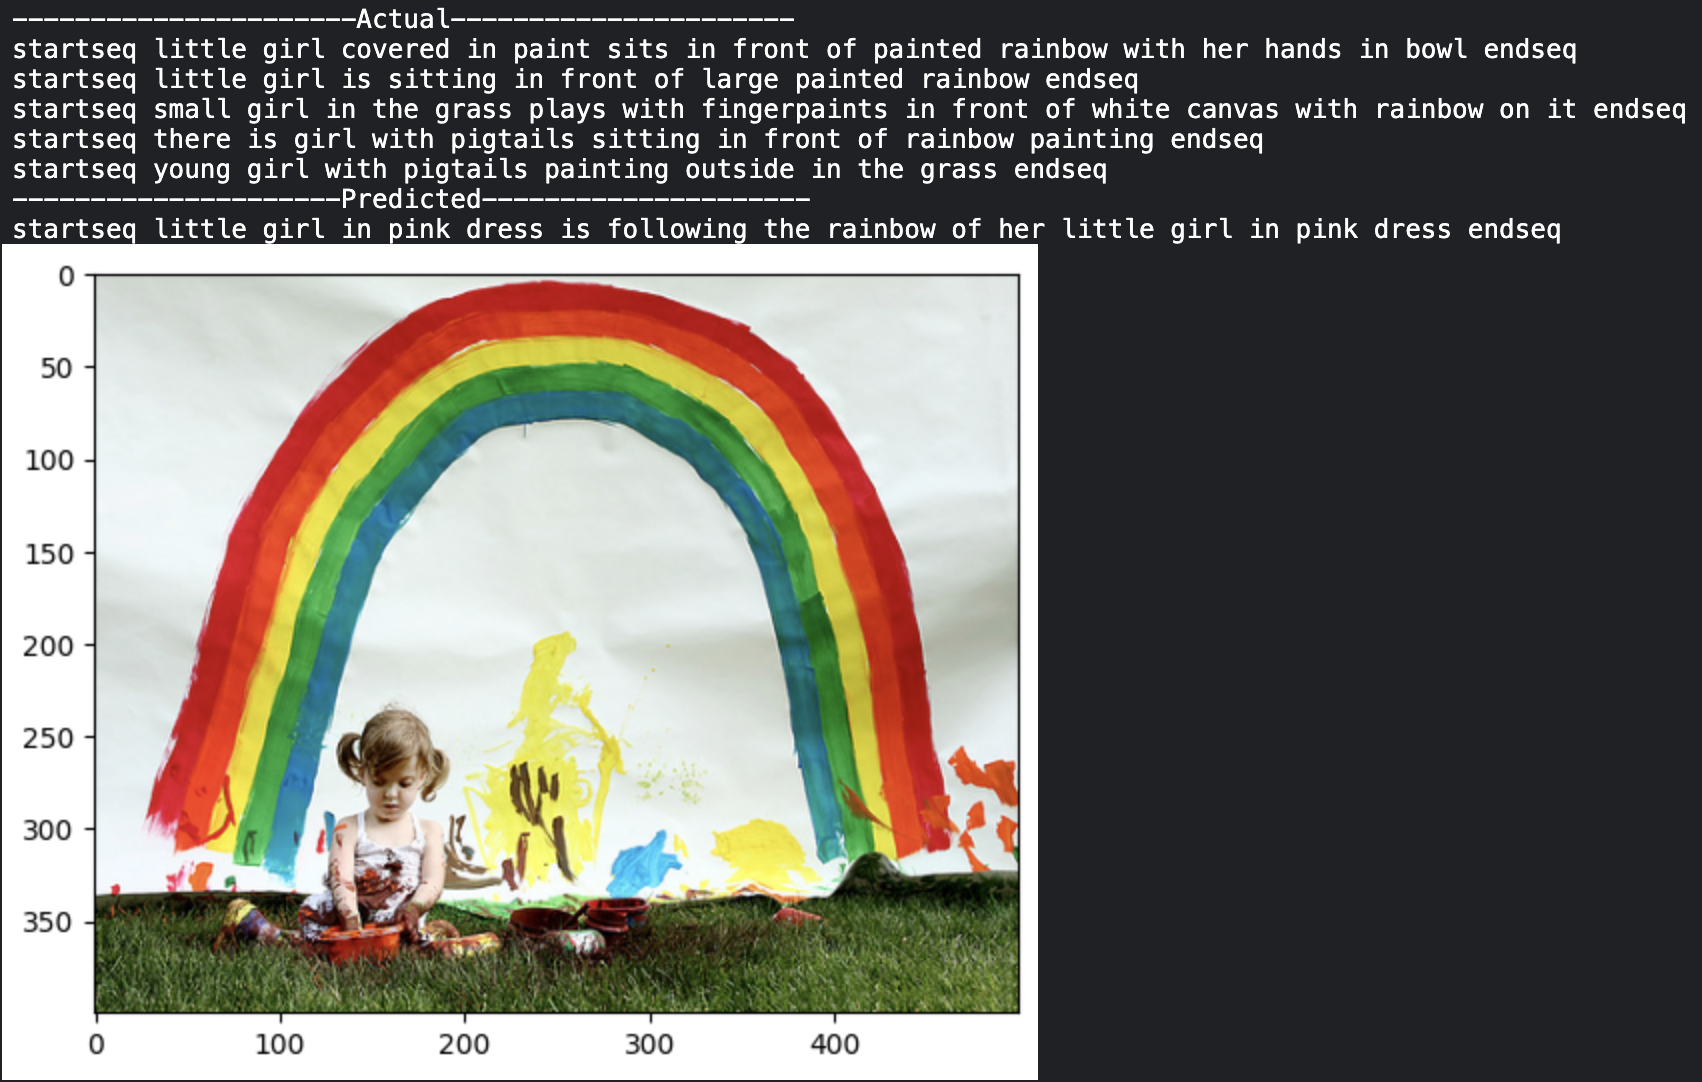 ----------------------Actual----------------------
startseq little girl covered in paint sits in front of painted rainbow with her hands in bowl endseq
startseq little girl is sitting in front of large painted rainbow endseq
startseq small girl in the grass plays with fingerpaints in front of white canvas with rainbow on it endseq
startseq there is girl with pigtails sitting in front of rainbow painting endseq
startseq young girl with pigtails painting outside in the grass endseq
---------------------Predicted---------------------
startseq little girl in pink dress is following the rainbow of her little girl in pink dress endseq
0
50
100
150
200
250
300
350
0 100 200 300 400